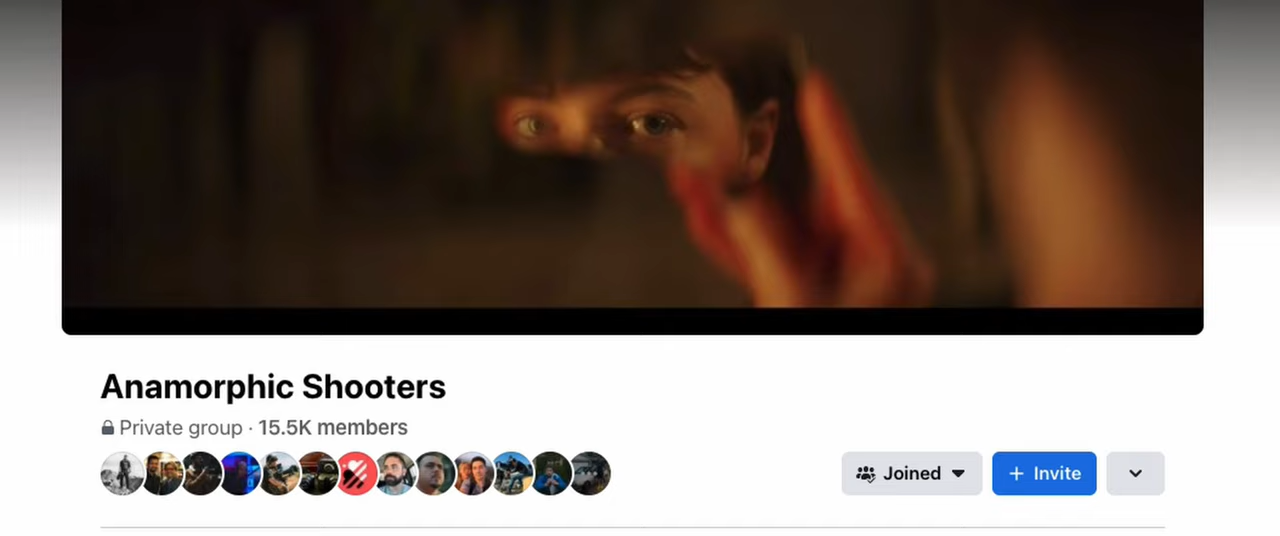 Anamorphic Shooters
Private group · 15.5K members
Joined
+ Invite